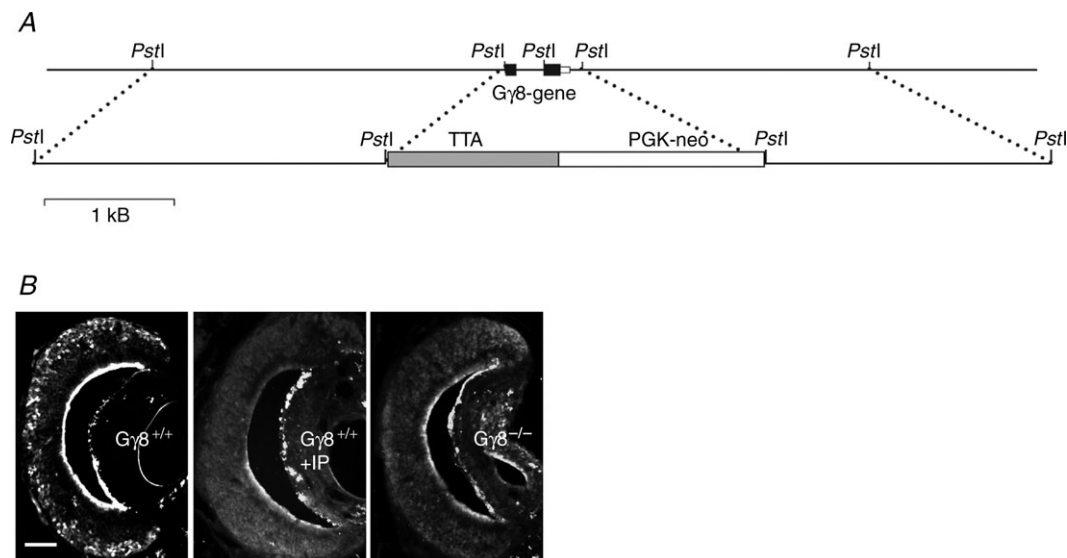 A
PstI PstI PstI PstI PstI
Gγ8-gene
PstI PstI TTA PGK-neo PstI PstI
1 kB
B
Gγ8+/+ Gγ8+/+ +IP Gγ8−/−